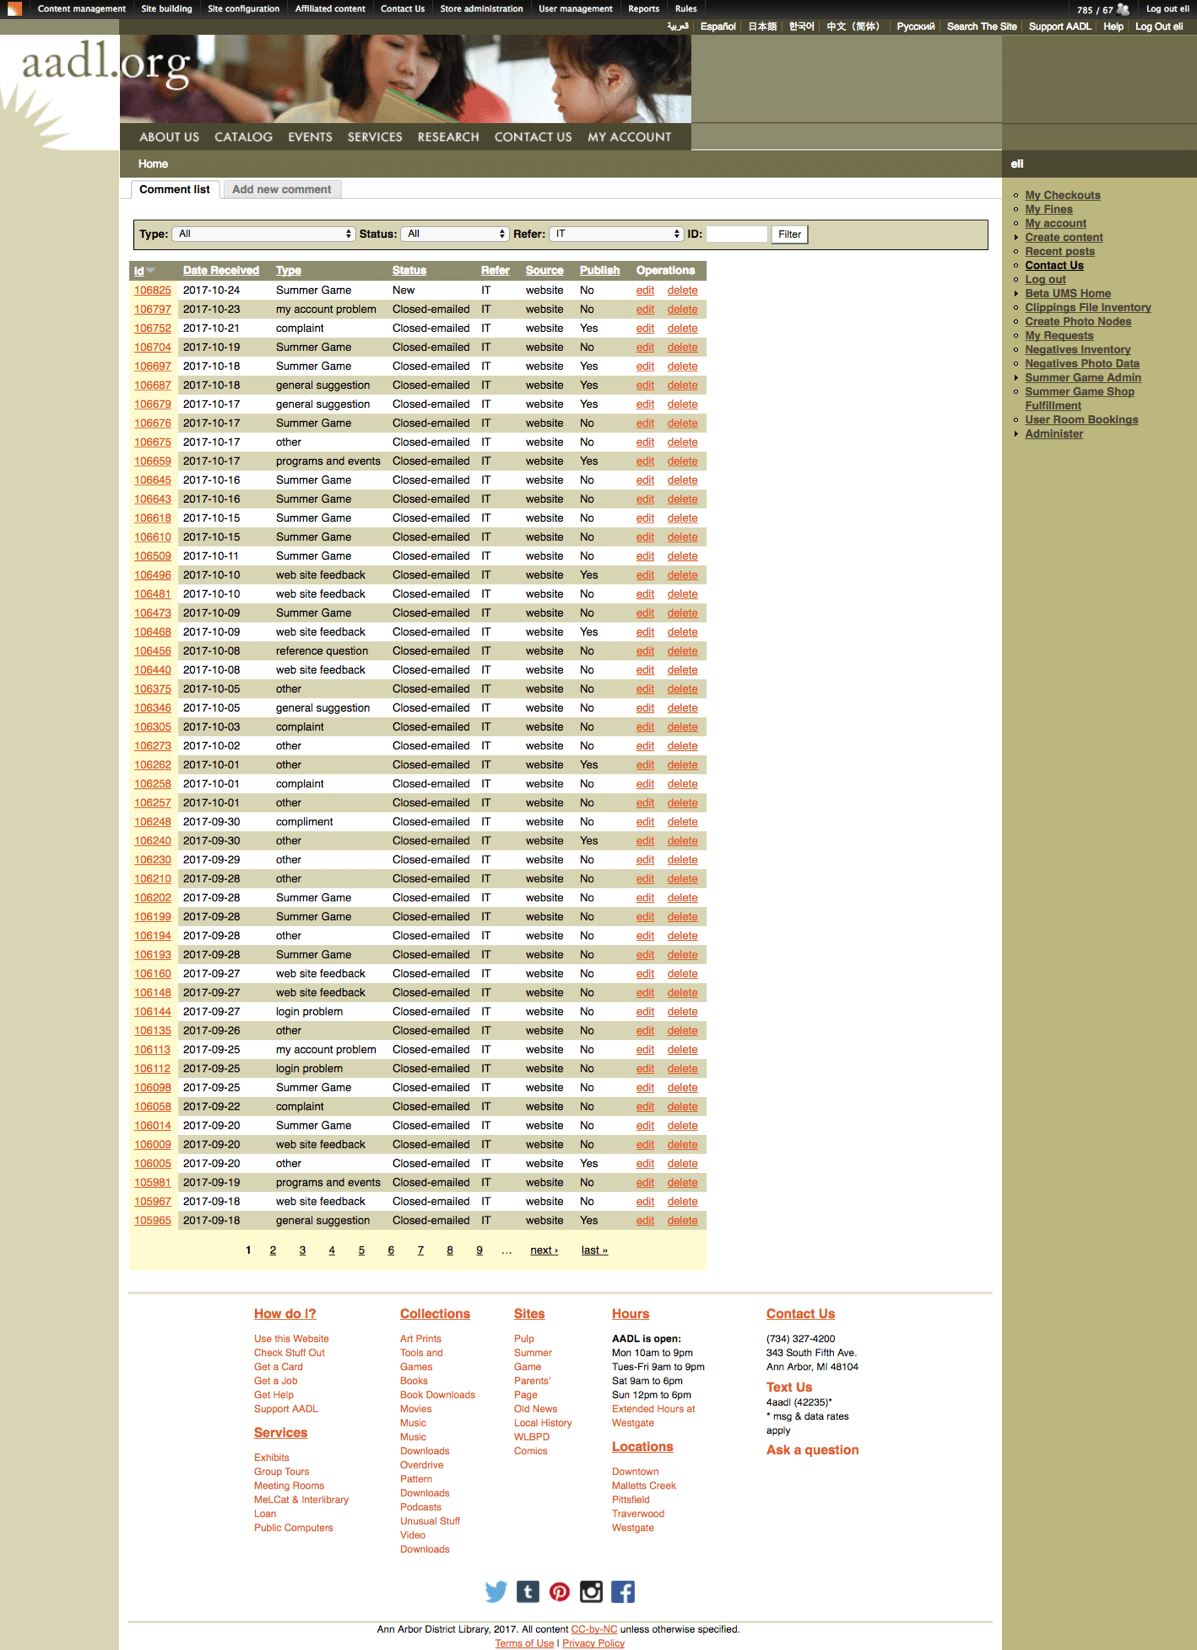 Content management Site building Site configuration Affiliated content Contact Us Store administration User management Reports Rules 785 / 67 Log out eli
العربية Español 日本語 한국어 中文（简体） Русский Search The Site Support AADL Help Log Out eli
aadl.org
ABOUT US CATALOG EVENTS SERVICES RESEARCH CONTACT US MY ACCOUNT
Home
Comment list Add new comment
Type: All Status: All Refer: IT ID: Filter
id Date Received Type Status Refer Source Publish Operations
106825 2017-10-24 Summer Game New IT website No edit delete
106797 2017-10-23 my account problem Closed-emailed IT website No edit delete
106752 2017-10-21 complaint Closed-emailed IT website Yes edit delete
106704 2017-10-19 Summer Game Closed-emailed IT website No edit delete
106697 2017-10-18 Summer Game Closed-emailed IT website Yes edit delete
106687 2017-10-18 general suggestion Closed-emailed IT website Yes edit delete
106679 2017-10-17 general suggestion Closed-emailed IT website Yes edit delete
106676 2017-10-17 Summer Game Closed-emailed IT website No edit delete
106675 2017-10-17 other Closed-emailed IT website No edit delete
106659 2017-10-17 programs and events Closed-emailed IT website Yes edit delete
106645 2017-10-16 Summer Game Closed-emailed IT website No edit delete
106643 2017-10-16 Summer Game Closed-emailed IT website No edit delete
106618 2017-10-15 Summer Game Closed-emailed IT website No edit delete
106610 2017-10-15 Summer Game Closed-emailed IT website No edit delete
106509 2017-10-11 Summer Game Closed-emailed IT website No edit delete
106496 2017-10-10 web site feedback Closed-emailed IT website Yes edit delete
106481 2017-10-10 web site feedback Closed-emailed IT website No edit delete
106473 2017-10-09 Summer Game Closed-emailed IT website No edit delete
106468 2017-10-09 web site feedback Closed-emailed IT website Yes edit delete
106456 2017-10-08 reference question Closed-emailed IT website No edit delete
106440 2017-10-08 web site feedback Closed-emailed IT website No edit delete
106375 2017-10-05 other Closed-emailed IT website No edit delete
106346 2017-10-05 general suggestion Closed-emailed IT website No edit delete
106305 2017-10-03 complaint Closed-emailed IT website No edit delete
106273 2017-10-02 other Closed-emailed IT website No edit delete
106262 2017-10-01 other Closed-emailed IT website Yes edit delete
106258 2017-10-01 complaint Closed-emailed IT website No edit delete
106257 2017-10-01 other Closed-emailed IT website No edit delete
106248 2017-09-30 compliment Closed-emailed IT website No edit delete
106240 2017-09-30 other Closed-emailed IT website Yes edit delete
106230 2017-09-29 other Closed-emailed IT website No edit delete
106210 2017-09-28 other Closed-emailed IT website No edit delete
106202 2017-09-28 Summer Game Closed-emailed IT website No edit delete
106199 2017-09-28 Summer Game Closed-emailed IT website No edit delete
106194 2017-09-28 other Closed-emailed IT website No edit delete
106193 2017-09-28 Summer Game Closed-emailed IT website No edit delete
106160 2017-09-27 web site feedback Closed-emailed IT website No edit delete
106148 2017-09-27 web site feedback Closed-emailed IT website No edit delete
106144 2017-09-27 login problem Closed-emailed IT website No edit delete
106135 2017-09-26 other Closed-emailed IT website No edit delete
106113 2017-09-25 my account problem Closed-emailed IT website No edit delete
106112 2017-09-25 login problem Closed-emailed IT website No edit delete
106098 2017-09-25 Summer Game Closed-emailed IT website No edit delete
106058 2017-09-22 complaint Closed-emailed IT website No edit delete
106014 2017-09-20 Summer Game Closed-emailed IT website No edit delete
106009 2017-09-20 web site feedback Closed-emailed IT website No edit delete
106005 2017-09-20 other Closed-emailed IT website Yes edit delete
105981 2017-09-19 programs and events Closed-emailed IT website No edit delete
105967 2017-09-18 web site feedback Closed-emailed IT website No edit delete
105965 2017-09-18 general suggestion Closed-emailed IT website Yes edit delete
1 2 3 4 5 6 7 8 9 … next › last »
eli
My Checkouts
My Fines
My account
Create content
Recent posts
Contact Us
Log out
Beta UMS Home
Clippings File Inventory
Create Photo Nodes
My Requests
Negatives Inventory
Negatives Photo Data
Summer Game Admin
Summer Game Shop
Fulfillment
User Room Bookings
Administer
How do I?
Use this Website
Check Stuff Out
Get a Card
Get a Job
Get Help
Support AADL
Services
Exhibits
Group Tours
Meeting Rooms
MeLCat & Interlibrary
Loan
Public Computers
Collections
Art Prints
Tools and
Games
Books
Book Downloads
Movies
Music
Music
Downloads
Overdrive
Pattern
Downloads
Podcasts
Unusual Stuff
Video
Downloads
Sites
Pulp
Summer
Game
Parents'
Page
Old News
Local History
WLBPD
Comics
Hours
AADL is open:
Mon 10am to 9pm
Tues-Fri 9am to 9pm
Sat 9am to 6pm
Sun 12pm to 6pm
Extended Hours at
Westgate
Locations
Downtown
Malletts Creek
Pittsfield
Traverwood
Westgate
Contact Us
(734) 327-4200
343 South Fifth Ave.
Ann Arbor, MI 48104
Text Us
4aadl (42235)*
* msg & data rates
apply
Ask a question
Ann Arbor District Library, 2017. All content CC-by-NC unless otherwise specified.
Terms of Use | Privacy Policy